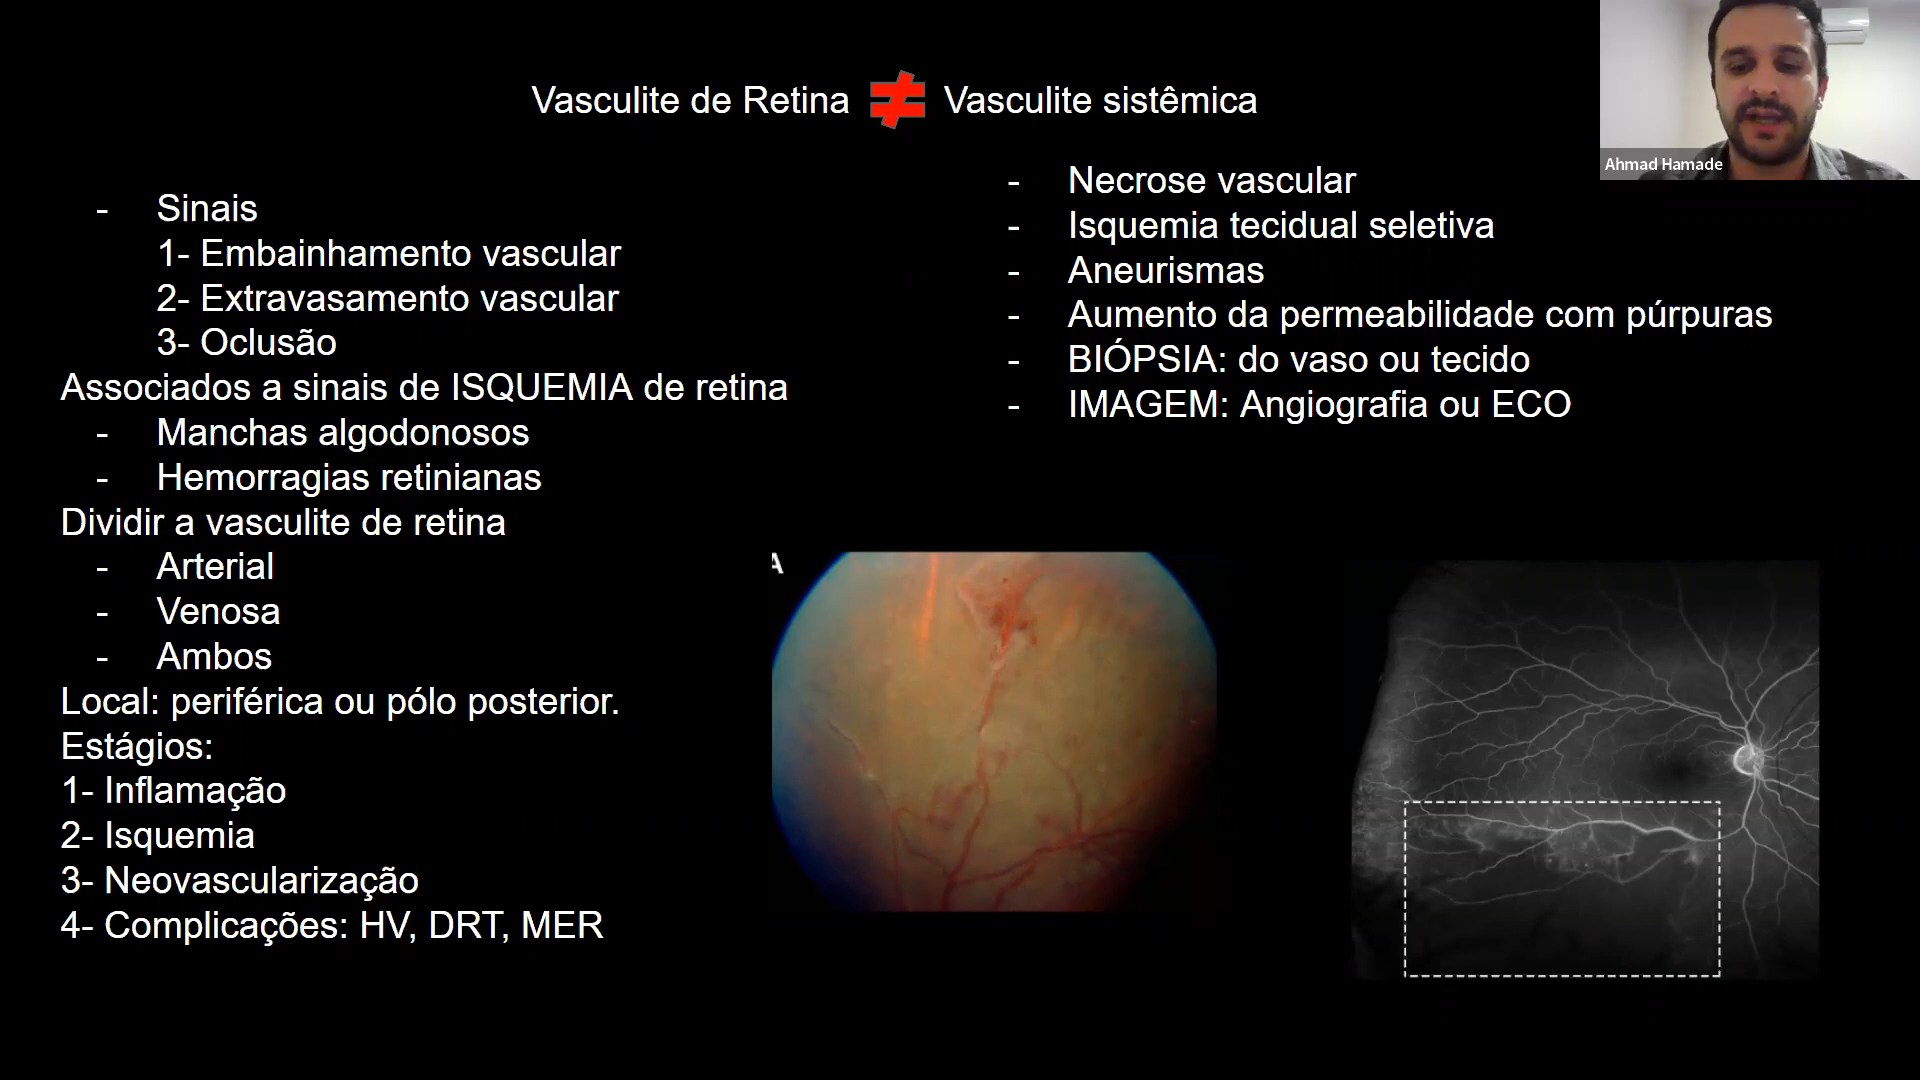 Vasculite de Retina ≠ Vasculite sistêmica
Ahmad Hamade
- Sinais
1- Embainhamento vascular
2- Extravasamento vascular
3- Oclusão
Associados a sinais de ISQUEMIA de retina
- Manchas algodonosos
- Hemorragias retinianas
Dividir a vasculite de retina
- Arterial
- Venosa
- Ambos
Local: periférica ou pólo posterior.
Estágios:
1- Inflamação
2- Isquemia
3- Neovascularização
4- Complicações: HV, DRT, MER
- Necrose vascular
- Isquemia tecidual seletiva
- Aneurismas
- Aumento da permeabilidade com púrpuras
- BIÓPSIA: do vaso ou tecido
- IMAGEM: Angiografia ou ECO
A